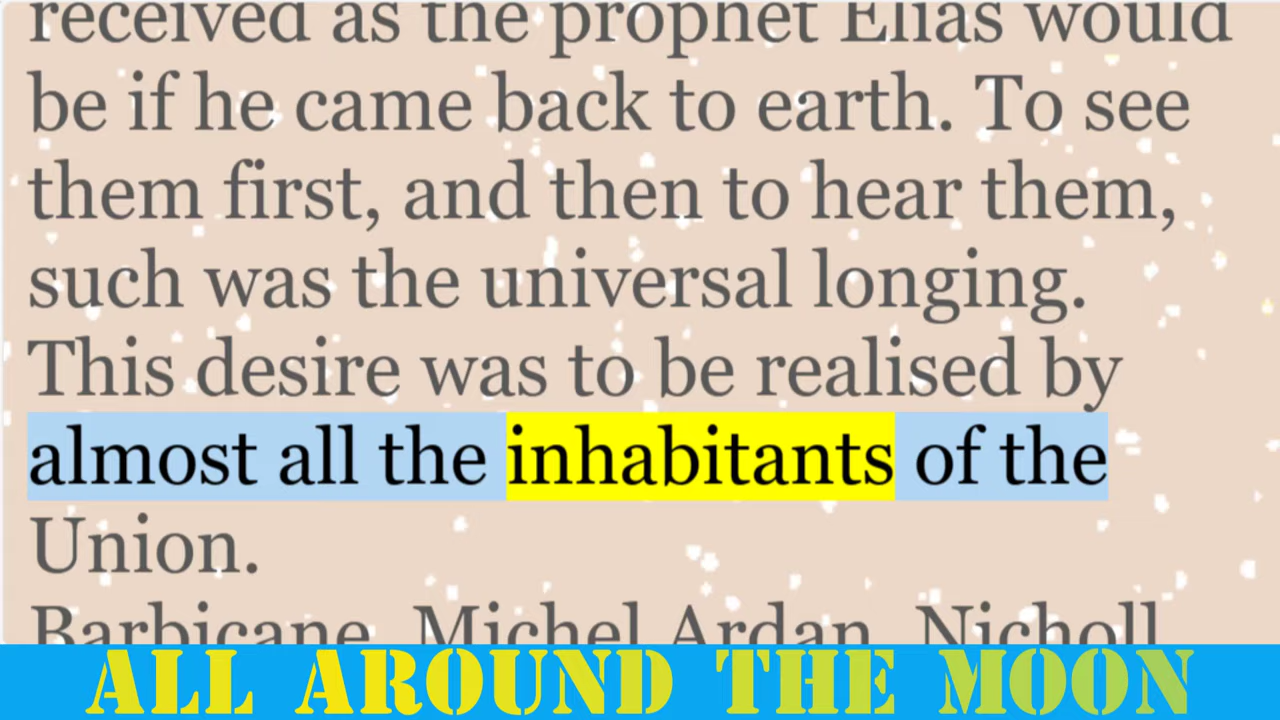 received as the prophet Elias would
be if he came back to earth. To see
them first, and then to hear them,
such was the universal longing.
This desire was to be realised by
almost all the inhabitants of the
Union.
Barbicane, Michel Ardan, Nicholl,
ALL AROUND THE MOON